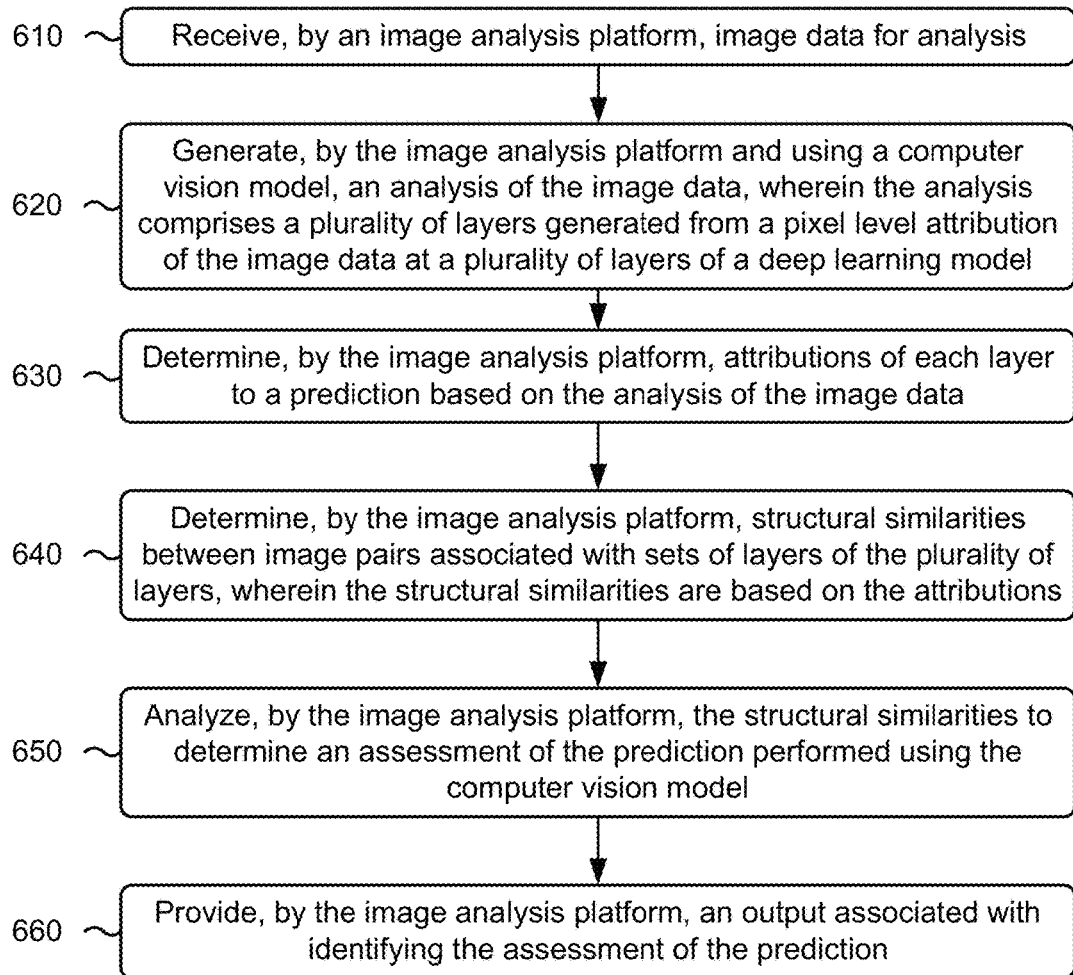 610
Receive, by an image analysis platform, image data for analysis
620
Generate, by the image analysis platform and using a computer
vision model, an analysis of the image data, wherein the analysis
comprises a plurality of layers generated from a pixel level attribution
of the image data at a plurality of layers of a deep learning model
630
Determine, by the image analysis platform, attributions of each layer
to a prediction based on the analysis of the image data
640
Determine, by the image analysis platform, structural similarities
between image pairs associated with sets of layers of the plurality of
layers, wherein the structural similarities are based on the attributions
650
Analyze, by the image analysis platform, the structural similarities to
determine an assessment of the prediction performed using the
computer vision model
660
Provide, by the image analysis platform, an output associated with
identifying the assessment of the prediction